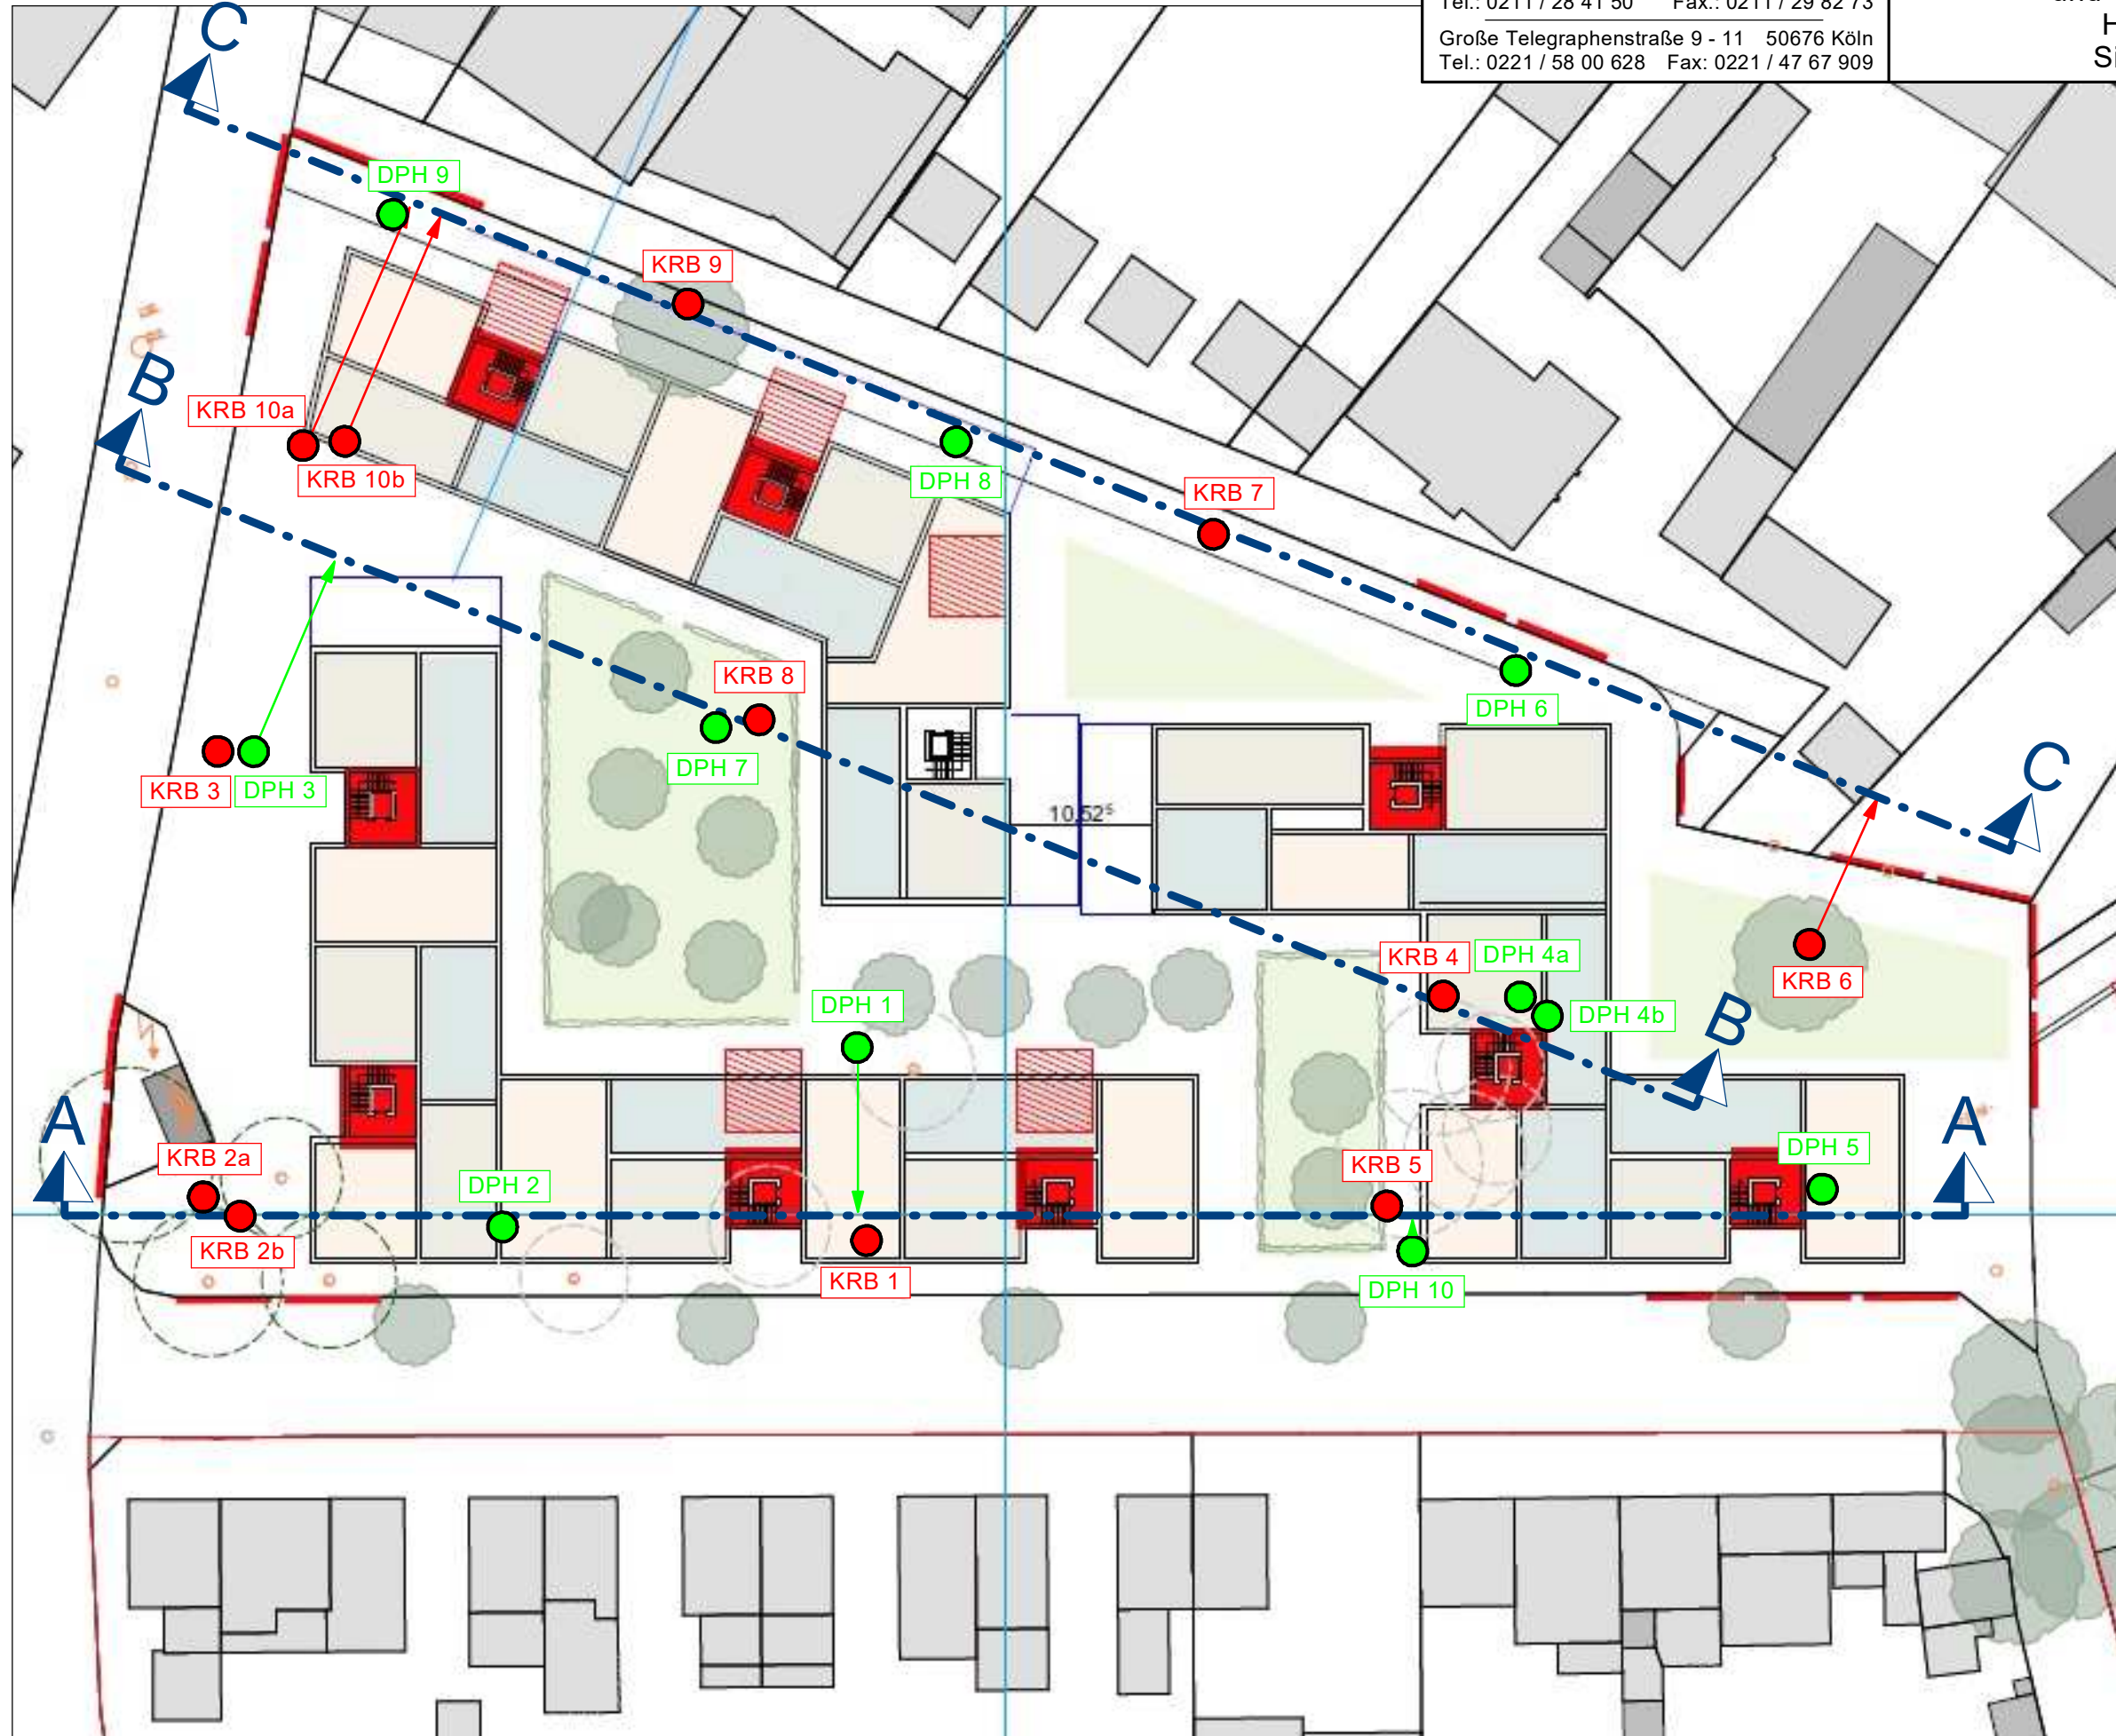 Tel.: 0211 / 28 41 50 Fax.: 0211 / 29 82 73
Große Telegraphenstraße 9 - 11 50676 Köln
Tel.: 0221 / 58 00 628 Fax: 0221 / 47 67 909
H
Si
C
DPH 9
KRB 9
B
KRB 10a
KRB 10b
DPH 8
KRB 7
KRB 8
DPH 6
DPH 7
KRB 3
DPH 3
C
10,52⁵
KRB 4
DPH 4a
KRB 6
DPH 1
DPH 4b
B
A
A
KRB 2a
DPH 2
KRB 5
DPH 5
KRB 2b
KRB 1
DPH 10